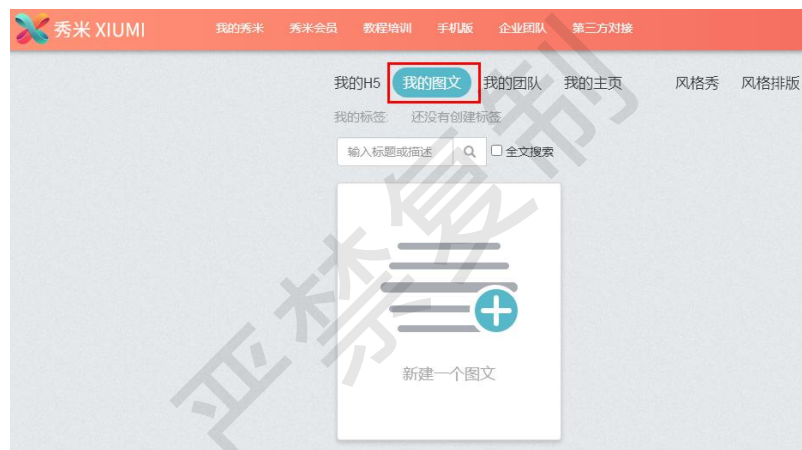 秀米 XIUMI 我的秀米 秀米会员 教程培训 手机版 企业团队 第三方对接
我的H5 我的图文 我的团队 我的主页 风格秀 风格排版
我的标签: 还没有创建标签
输入标题或描述 全文搜索
新建一个图文
严禁复制